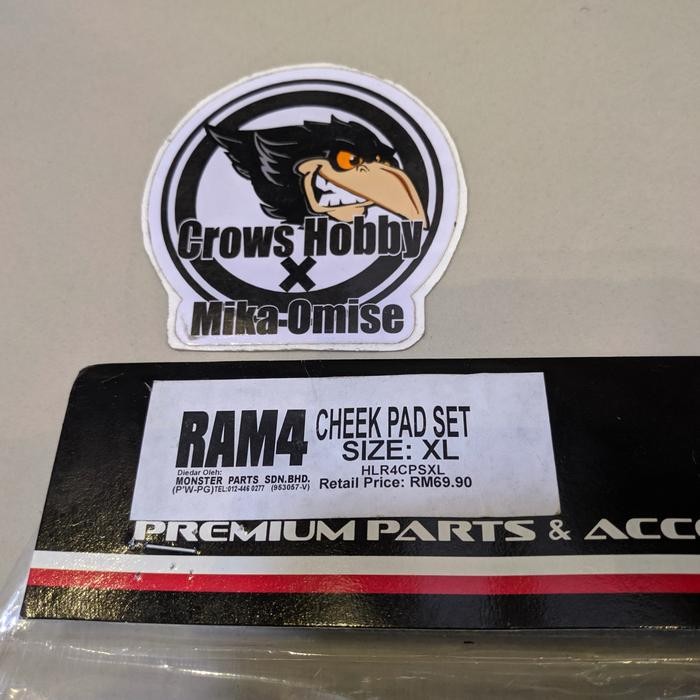 Crows Hobby
X
Mika-Omise
RAM4 CHEEK PAD SET
SIZE: XL
HLR4CPSXL
Diedar Oleh:
MONSTER PARTS SDN.BHD.
(P'W-PG)TEL:012-446 0277 (953057-V)
Retail Price: RM69.90
PREMIUM PARTS & ACCO